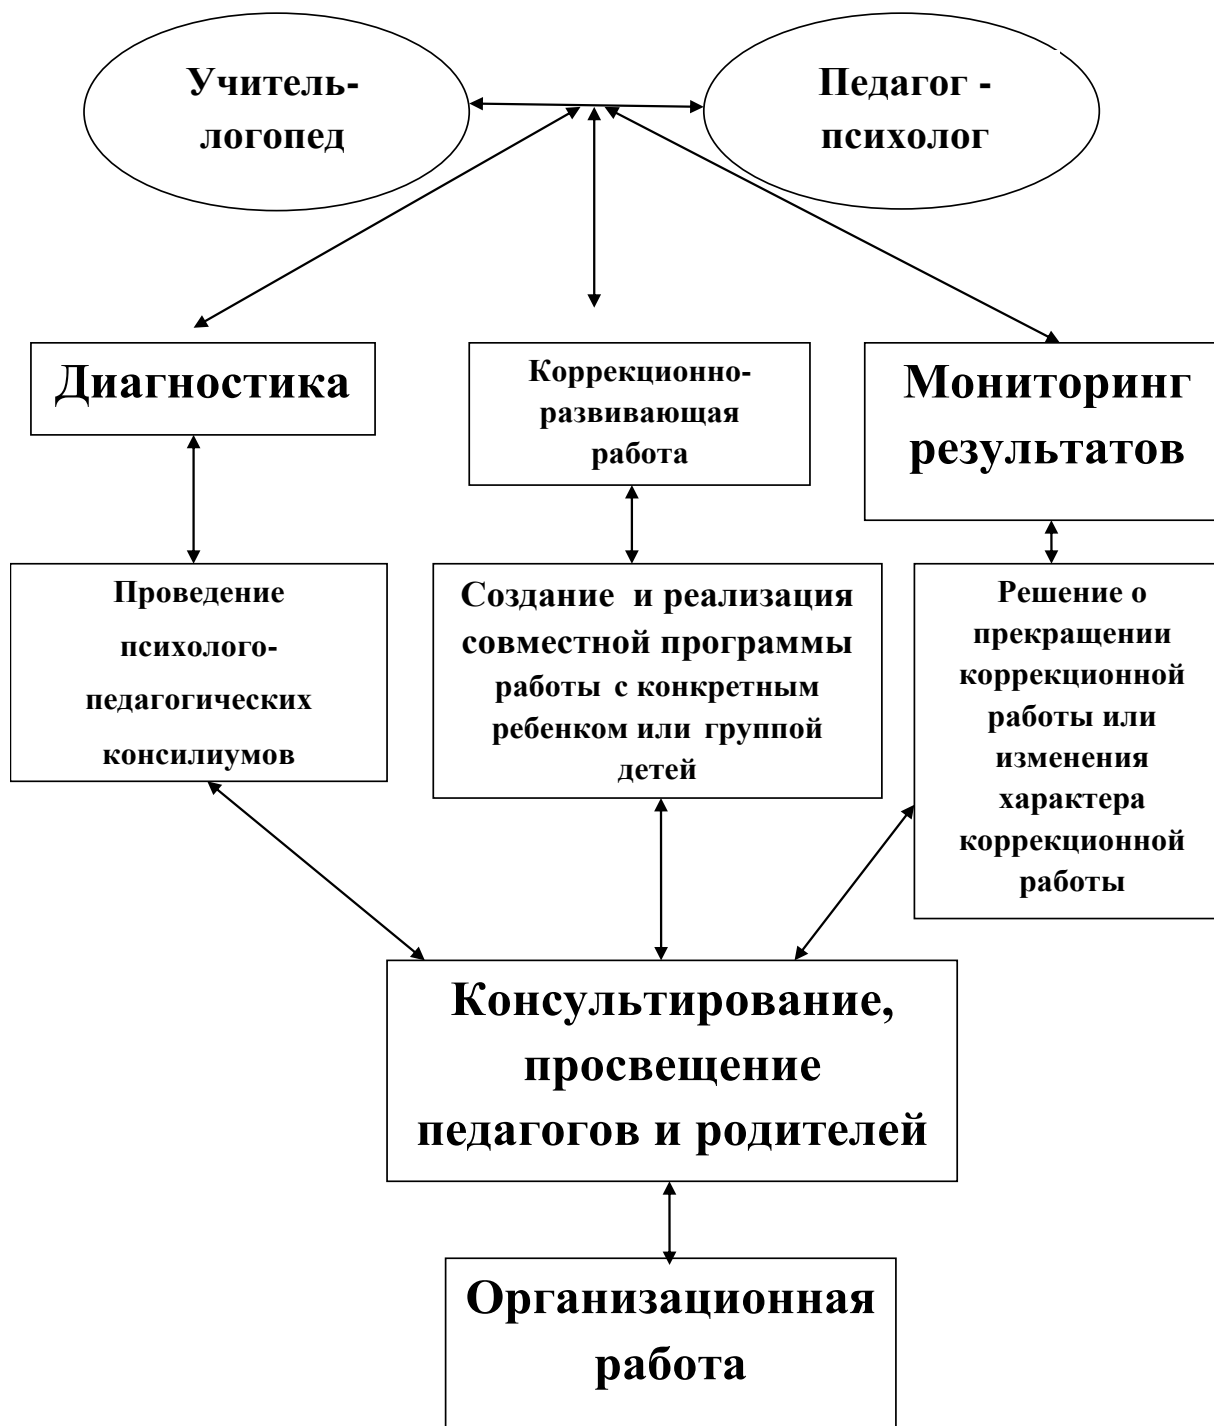 Учитель-
логопед
Педагог -
психолог
Диагностика
Коррекционно-
развивающая
работа
Мониторинг
результатов
Проведение
психолого-
педагогических
консилиумов
Создание и реализация
совместной программы
работы с конкретным
ребенком или группой
детей
Решение о
прекращении
коррекционной
работы или
изменения
характера
коррекционной
работы
Консультирование,
просвещение
педагогов и родителей
Организационная
работа